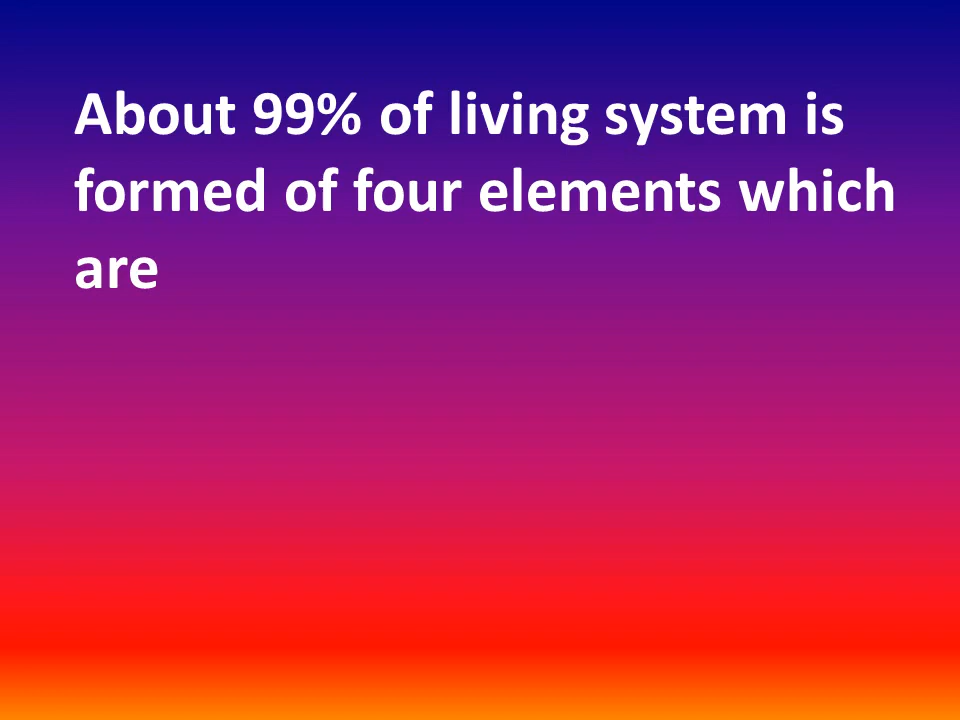 About 99% of living system is
formed of four elements which
are